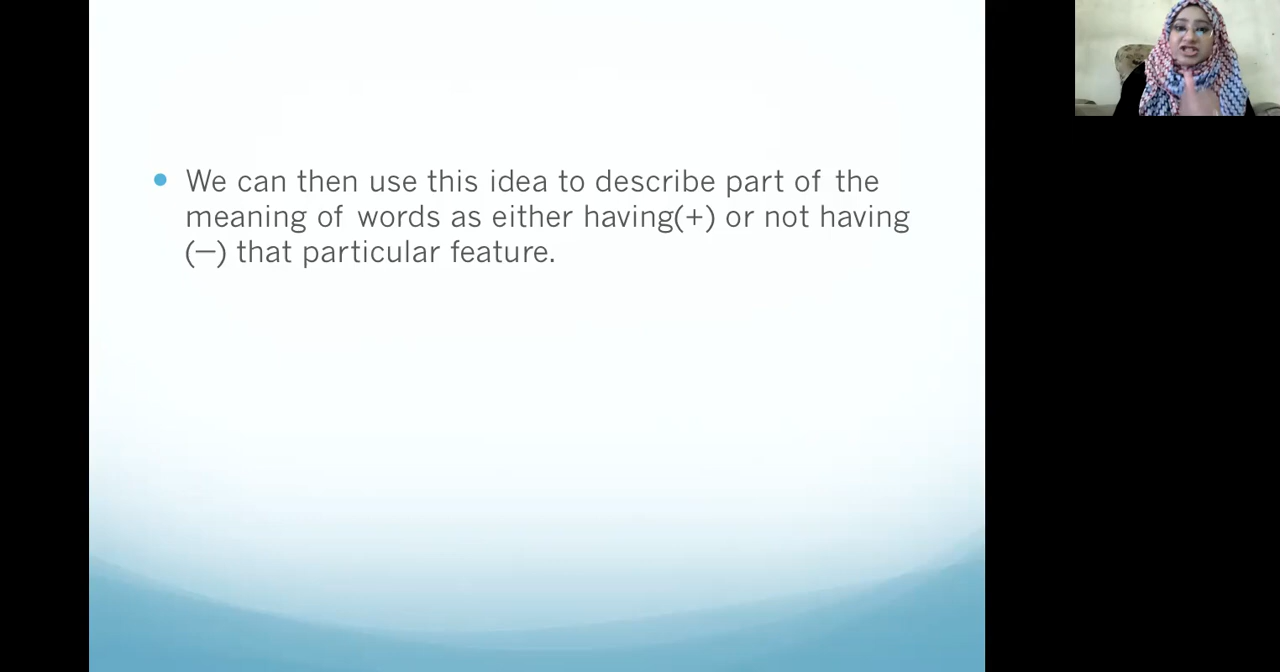 We can then use this idea to describe part of the
meaning of words as either having(+) or not having
(−) that particular feature.